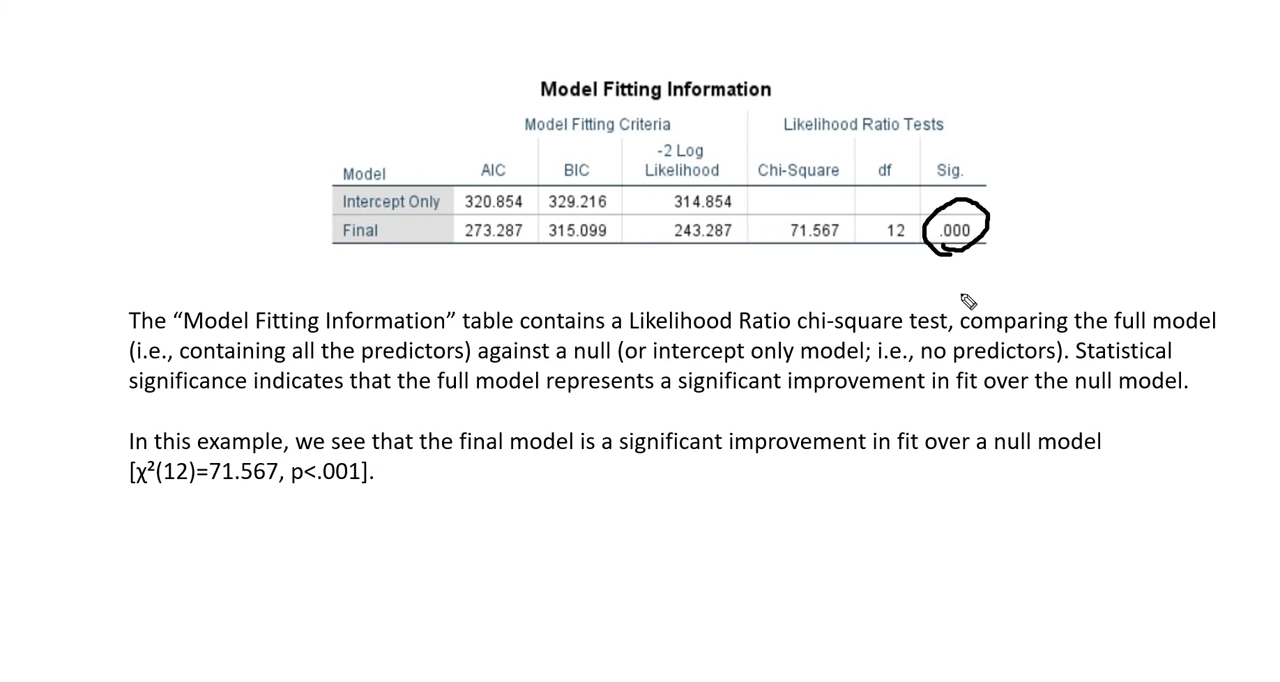 Model Fitting Information
Model Fitting Criteria Likelihood Ratio Tests
Model AIC BIC -2 Log Likelihood Chi-Square df Sig.
Intercept Only 320.854 329.216 314.854
Final 273.287 315.099 243.287 71.567 12 .000
The “Model Fitting Information” table contains a Likelihood Ratio chi-square test, comparing the full model
(i.e., containing all the predictors) against a null (or intercept only model; i.e., no predictors). Statistical
significance indicates that the full model represents a significant improvement in fit over the null model.
In this example, we see that the final model is a significant improvement in fit over a null model
[χ²(12)=71.567, p<.001].